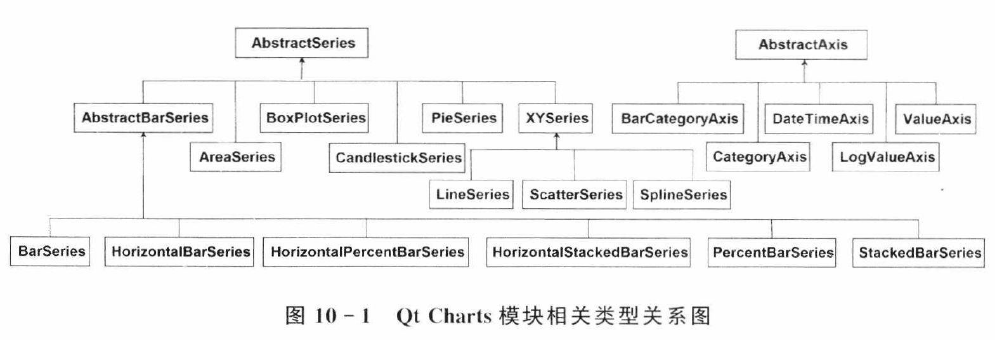 AbstractSeries
AbstractAxis
AbstractBarSeries
BoxPlotSeries
PieSeries
XYSeries
BarCategoryAxis
DateTimeAxis
ValueAxis
AreaSeries
CandlestickSeries
CategoryAxis
LogValueAxis
LineSeries
ScatterSeries
SplineSeries
BarSeries
HorizontalBarSeries
HorizontalPercentBarSeries
HorizontalStackedBarSeries
PercentBarSeries
StackedBarSeries
图 10-1 Qt Charts 模块相关类型关系图